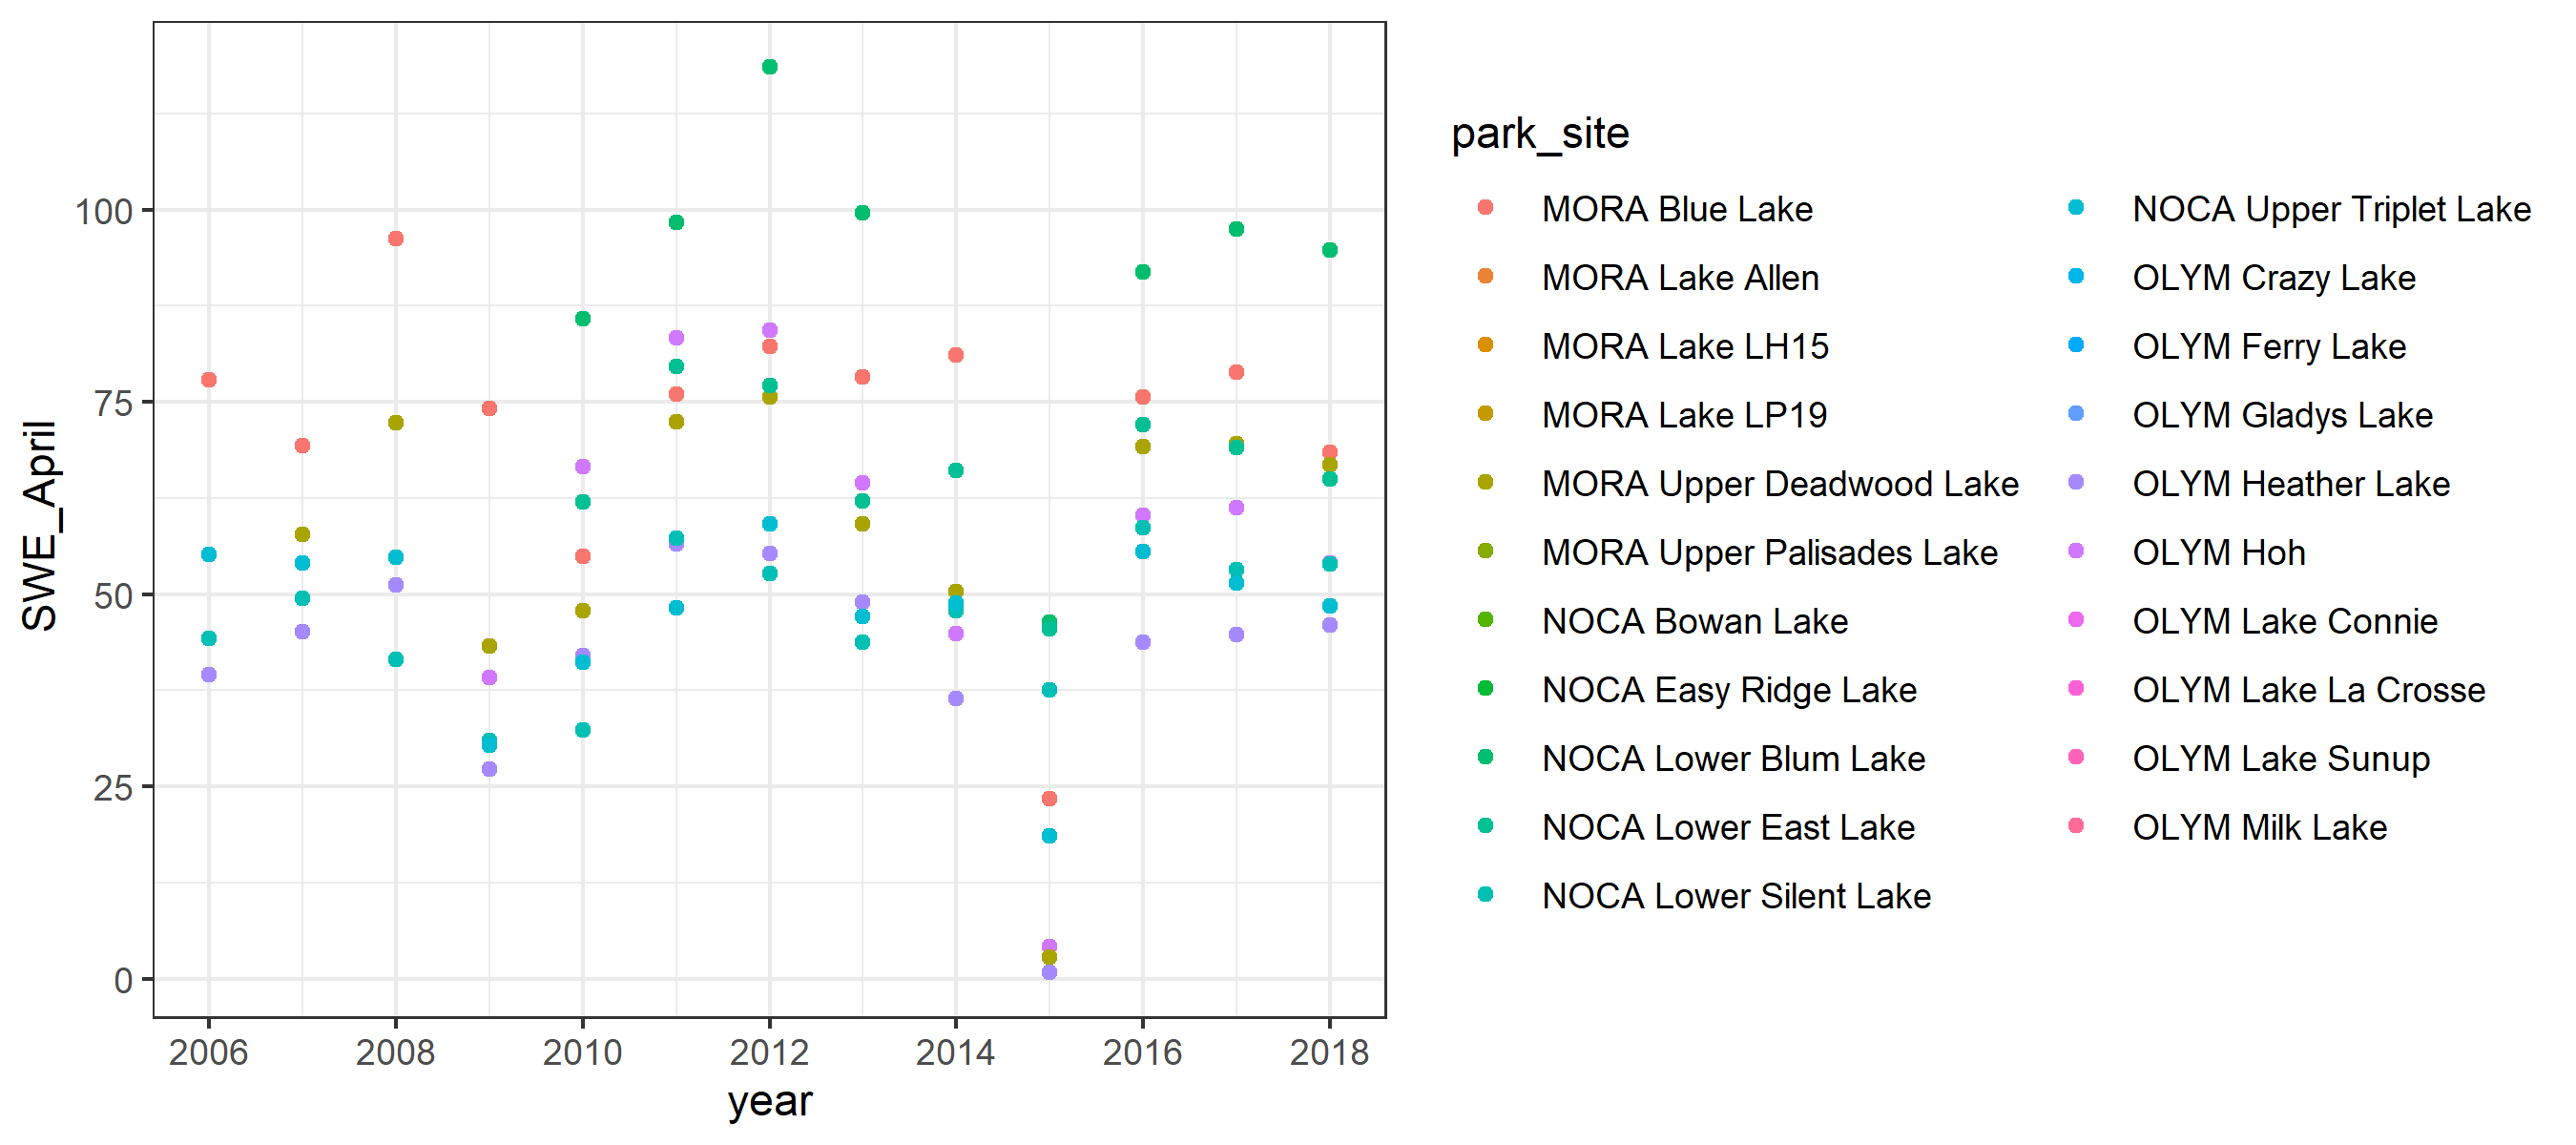 park_site
MORA Blue Lake
MORA Lake Allen
MORA Lake LH15
MORA Lake LP19
MORA Upper Deadwood Lake
MORA Upper Palisades Lake
NOCA Bowan Lake
NOCA Easy Ridge Lake
NOCA Lower Blum Lake
NOCA Lower East Lake
NOCA Lower Silent Lake
NOCA Upper Triplet Lake
OLYM Crazy Lake
OLYM Ferry Lake
OLYM Gladys Lake
OLYM Heather Lake
OLYM Hoh
OLYM Lake Connie
OLYM Lake La Crosse
OLYM Lake Sunup
OLYM Milk Lake
SWE_April
100
75
50
25
0
2006 2008 2010 2012 2014 2016 2018
year